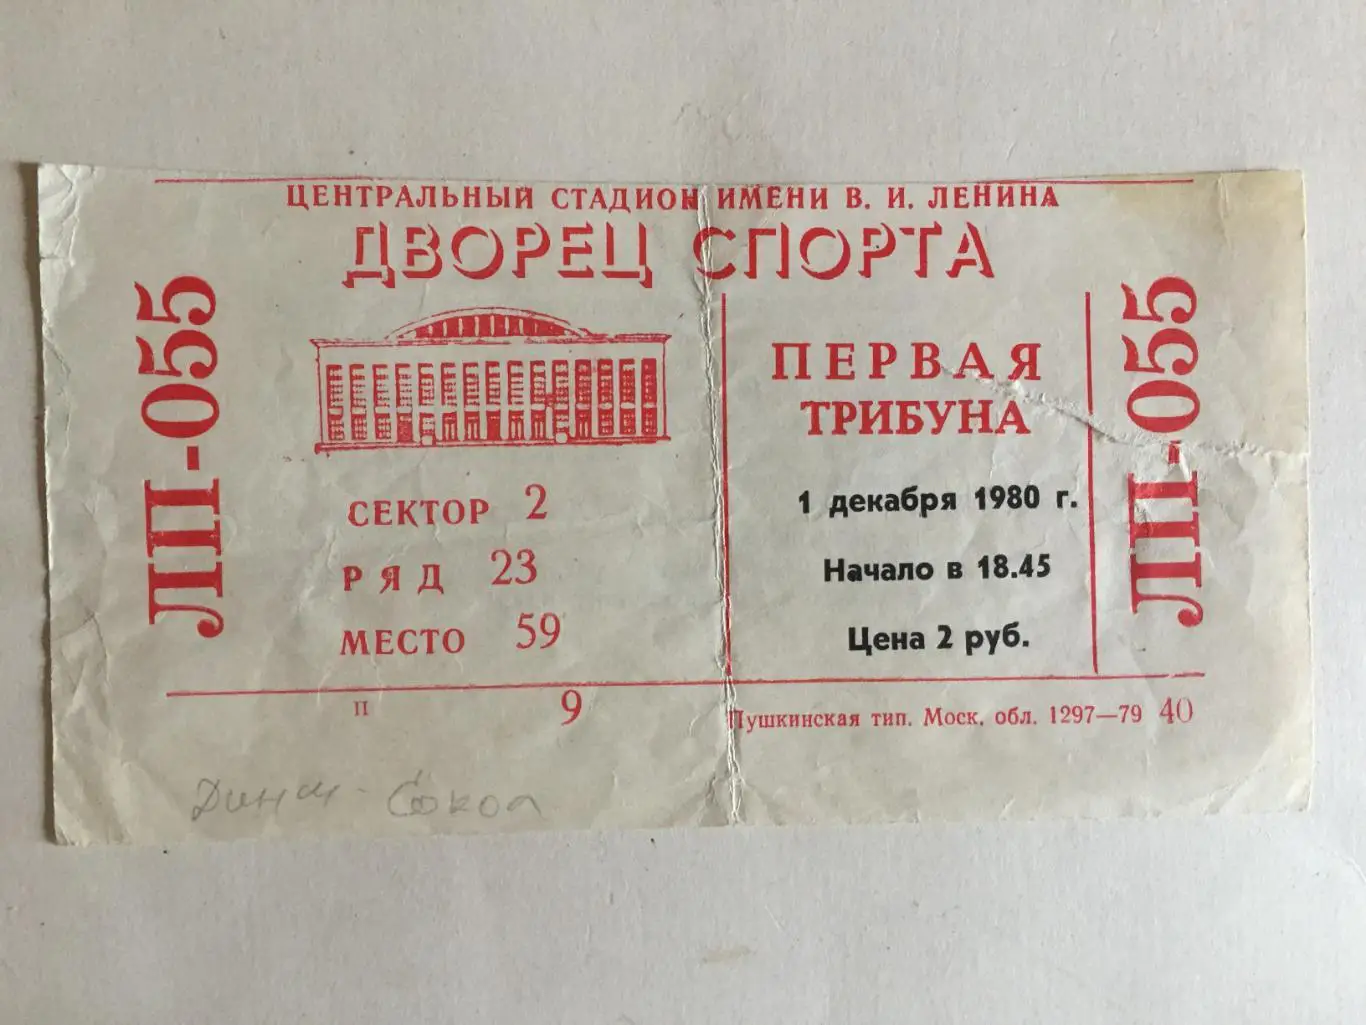 ЦЕНТРАЛЬНЫЙ СТАДИОН ИМЕНИ В. И. ЛЕНИНА
ДВОРЕЦ СПОРТА
ЛП-055
СЕКТОР 2
РЯД 23
МЕСТО 59
ПЕРВАЯ
ТРИБУНА
1 декабря 1980 г.
Начало в 18.45
Цена 2 руб.
ЛП-055
П 9 Пушкинская тип. Моск. обл. 1297—79 40
Сокол